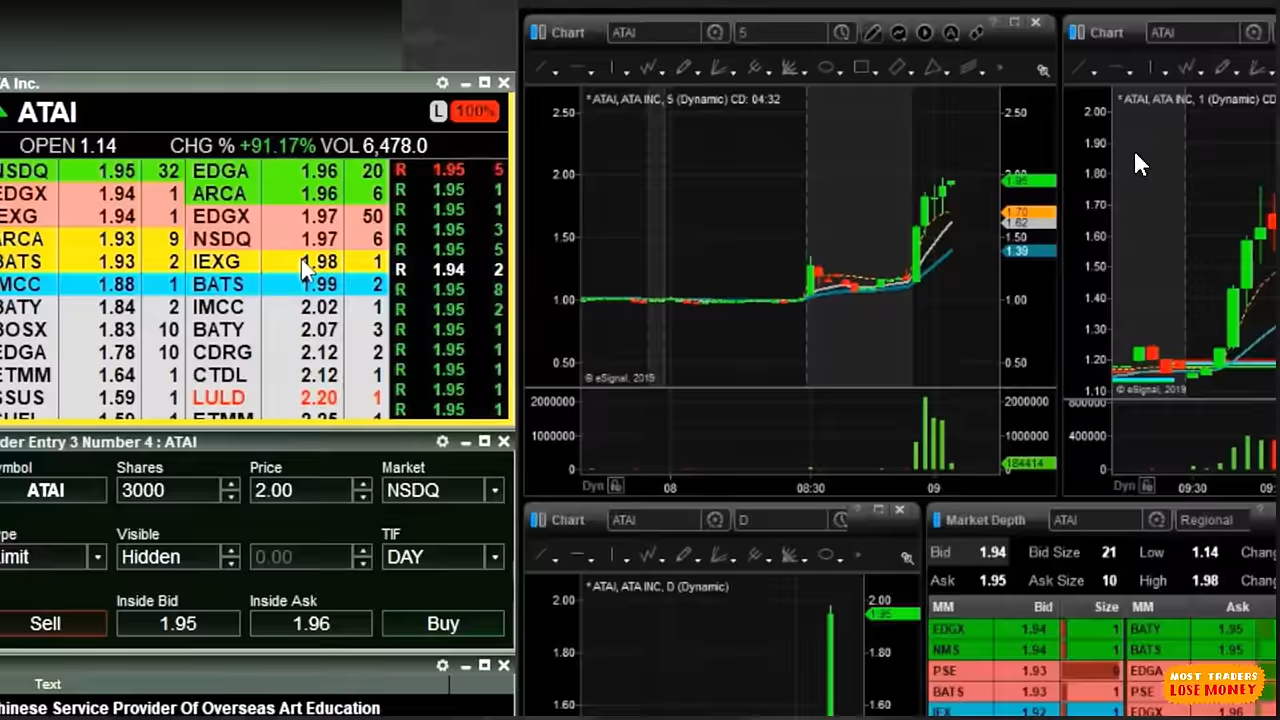 TA Inc.
ATAI
L 100%
OPEN 1.14 CHG % +91.17% VOL 6,478.0
NSDQ 1.95 32 EDGA 1.96 20 R 1.95 5
EDGX 1.94 1 ARCA 1.96 6 R 1.95 1
IEXG 1.94 1 EDGX 1.97 50 R 1.95 1
ARCA 1.93 9 NSDQ 1.97 6 R 1.95 3
BATS 1.93 2 IEXG 1.98 1 R 1.95 5
IMCC 1.88 1 BATS 1.99 2 R 1.94 2
BATY 1.84 2 IMCC 2.02 1 R 1.95 8
BOSX 1.83 10 BATY 2.07 3 R 1.95 2
EDGA 1.78 10 CDRG 2.12 2 R 1.95 1
ETMM 1.64 1 CTDL 2.12 2 R 1.95 1
SSUS 1.59 1 LULD 2.20 1 R 1.95 1
R 1.95 1
der Entry 3 Number 4 : ATAI
mbol Shares Price Market
ATAI 3000 2.00 NSDQ
ype Visible TIF
imit Hidden 0.00 DAY
Inside Bid Inside Ask
Sell 1.95 1.96 Buy
Text
hinese Service Provider Of Overseas Art Education
Chart ATAI 5
*ATAI, ATA INC, 5 (Dynamic) CD: 04:32
2.50 2.50
2.00 2.00
1.95
1.70
1.62
1.50 1.50
1.39
1.00 1.00
0.50 0.50
© eSignal, 2019
2000000 2000000
1000000 1000000
184414
0 0
Dyn 08 08:30 09
Chart ATAI
*ATAI, ATA INC, 1 (Dynamic) CD
2.00
1.90
1.80
1.70
1.60
1.50
1.40
1.30
1.20
1.10
© eSignal, 2019
800000
400000
0
Dyn 09:30 09
Chart ATAI D
*ATAI, ATA INC, D (Dynamic)
2.00 2.00
1.95
1.80 1.80
1.60 1.60
Market Depth ATAI Regional
Bid 1.94 Bid Size 21 Low 1.14 Chang
Ask 1.95 Ask Size 10 High 1.98 Chang
MM Bid Size MM Ask
EDGX 1.94 1 BATY 1.95
NMS 1.94 1 BATS 1.95
PSE 1.93 9 EDGA
BATS 1.93 1 PSE
IEX 1.92 1 EDGX 1.96
MOST TRADERS
LOSE MONEY